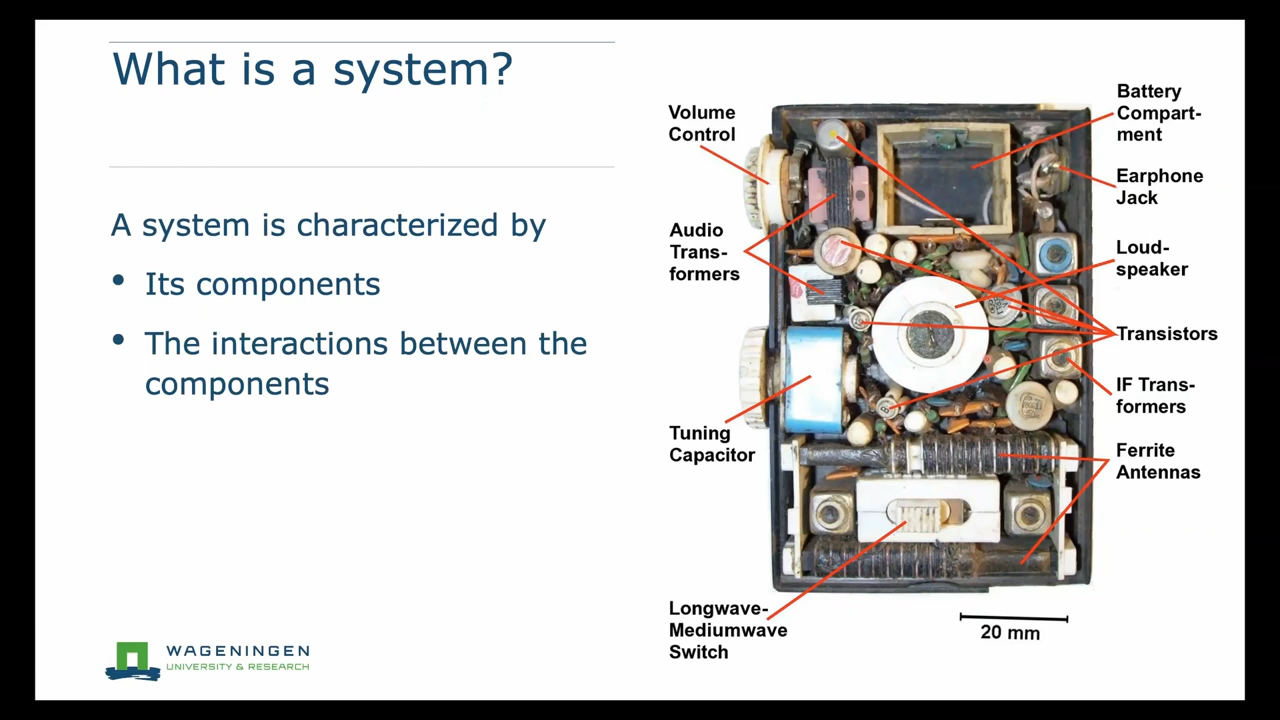 What is a system?
A system is characterized by
• Its components
• The interactions between the
components
Volume
Control
Audio
Trans-
formers
Tuning
Capacitor
Longwave-
Mediumwave
Switch
Battery
Compart-
ment
Earphone
Jack
Loud-
speaker
Transistors
IF Trans-
formers
Ferrite
Antennas
20 mm
WAGENINGEN
UNIVERSITY & RESEARCH